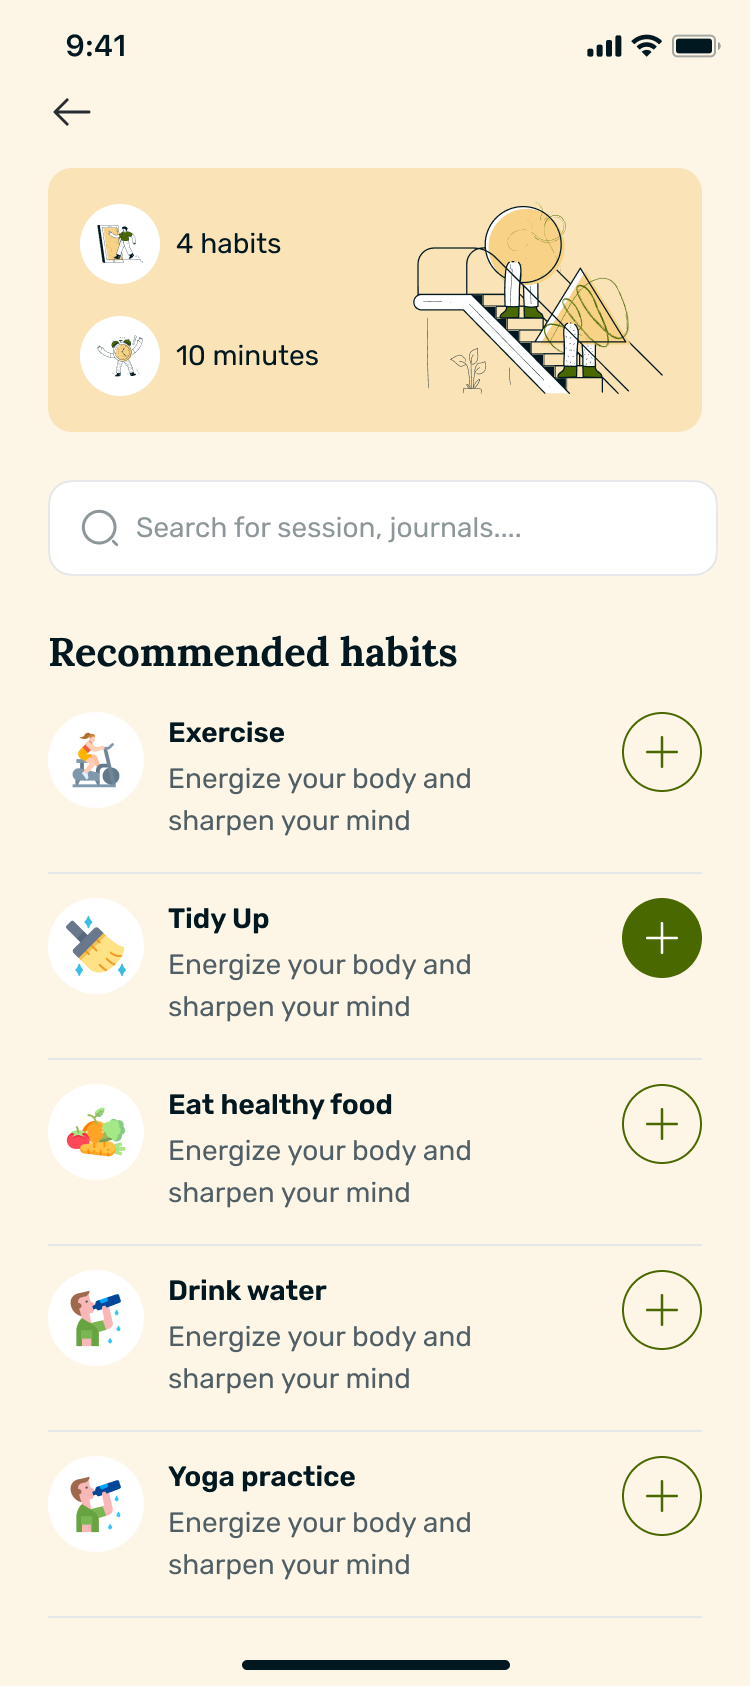 9:41
4 habits
10 minutes
Search for session, journals....
Recommended habits
Exercise
Energize your body and
sharpen your mind
Tidy Up
Energize your body and
sharpen your mind
Eat healthy food
Energize your body and
sharpen your mind
Drink water
Energize your body and
sharpen your mind
Yoga practice
Energize your body and
sharpen your mind